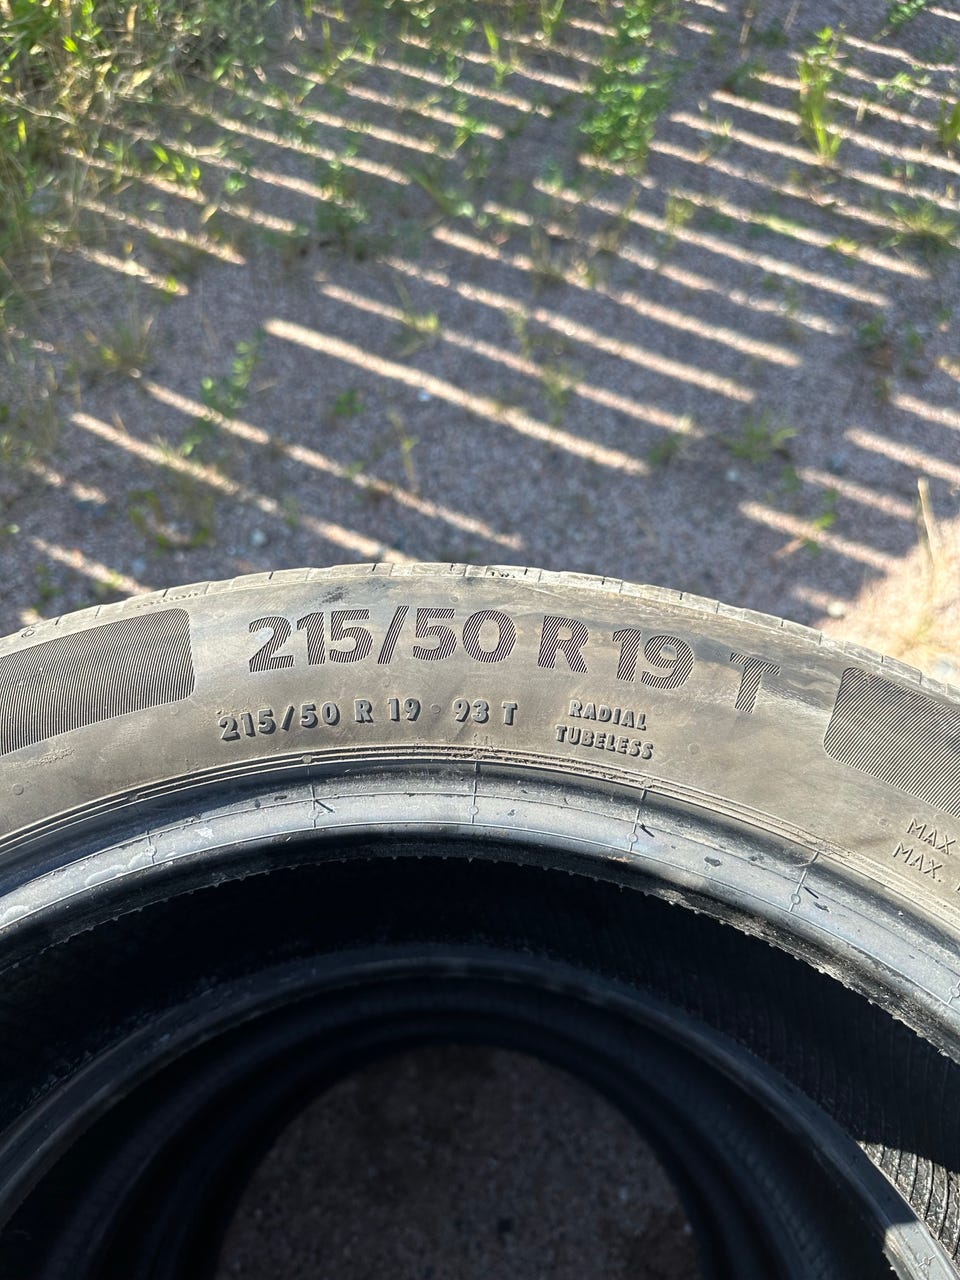 215/50 R 19 T
215/50 R 19 93 T
RADIAL
TUBELESS
MAX
MAX.